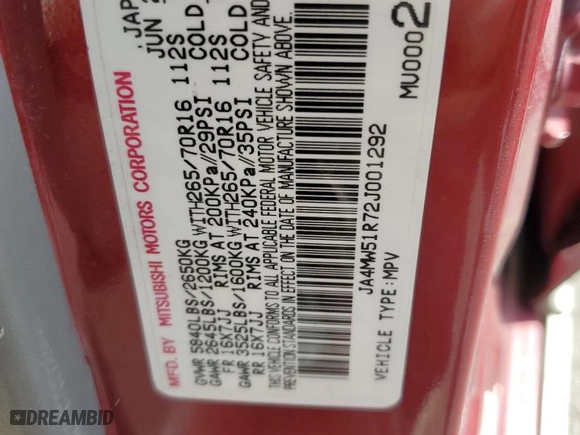 JAP
JUN
MFD. BY MITSUBISHI MOTORS CORPORATION
GVWR 5840LBS/2650KG
GAWR 2645LBS/1200KG WITH265/70R16 112S
FR 16X7JJ RIMS AT 200KPa//29PSI COLD
GAWR 3525LBS/1600KG WITH265/70R16 112S
RR 16X7JJ RIMS AT 240KPa//35PSI COLD
THIS VEHICLE CONFORMS TO ALL APPLICABLE FEDERAL MOTOR VEHICLE SAFETY AND
PREVENTION STANDARDS IN EFFECT ON THE DATE OF MANUFACTURE SHOWN ABOVE.
JA4MW51R72J001292
VEHICLE TYPE:MPV
MU0000 2
DREAMBID